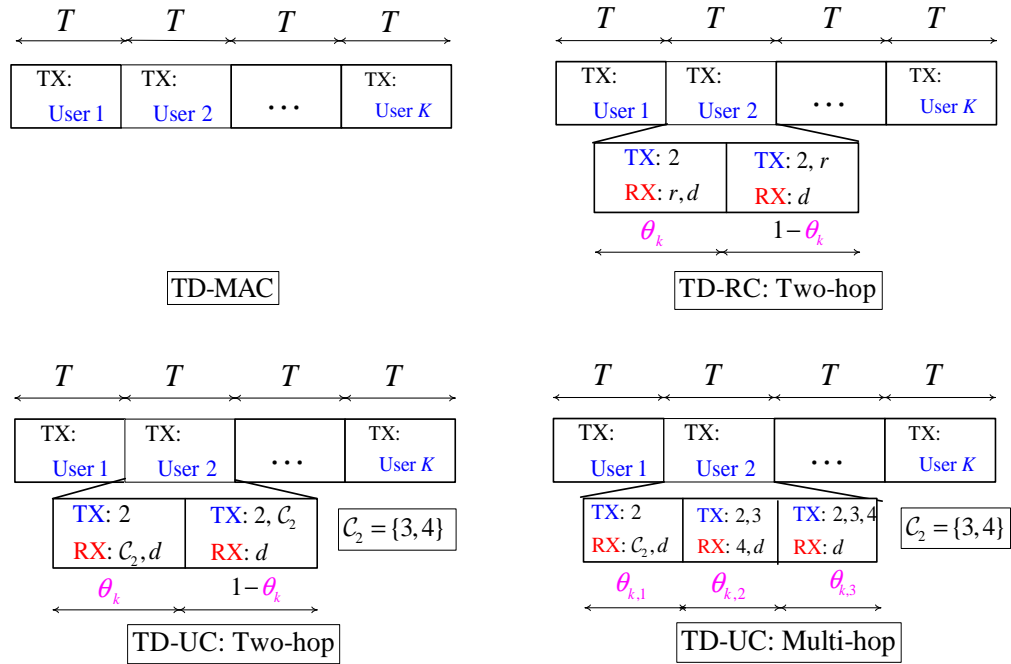 T T T T
TX: TX: TX:
User 1 User 2 ... User K
TD-MAC
T T T T
TX: TX: TX:
User 1 User 2 ... User K
TX: 2 TX: 2, r
RX: r, d RX: d
θ_k 1−θ_k
TD-RC: Two-hop
T T T T
TX: TX: TX:
User 1 User 2 ... User K
TX: 2 TX: 2, 𝒞_2
RX: 𝒞_2, d RX: d
𝒞_2 = {3, 4}
θ_k 1−θ_k
TD-UC: Two-hop
T T T T
TX: TX: TX:
User 1 User 2 ... User K
TX: 2 TX: 2, 3 TX: 2, 3, 4
RX: 𝒞_2, d RX: 4, d RX: d
𝒞_2 = {3, 4}
θ_{k,1} θ_{k,2} θ_{k,3}
TD-UC: Multi-hop